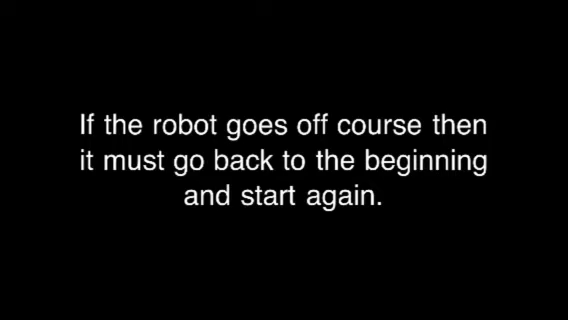 If the robot goes off course then
it must go back to the beginning
and start again.